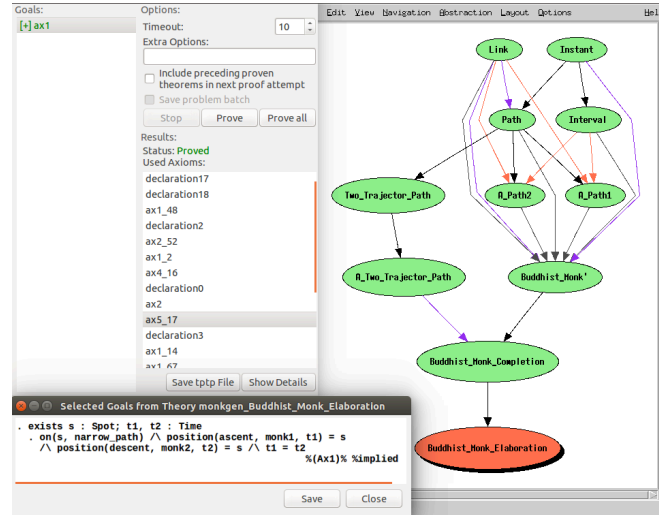 Goals:
[+] ax1
Options:
Timeout:
10
Extra Options:
Include preceding proven
theorems in next proof attempt
Save problem batch
Stop
Prove
Prove all
Results:
Status: Proved
Used Axioms:
declaration17
declaration18
ax1_48
declaration2
ax2_52
ax1_2
ax4_16
declaration0
ax2
ax5_17
declaration3
ax1_14
ax1_67
Save tptp File
Show Details
Edit View Navigation Abstraction Layout Options Hel
Link
Instant
Path
Interval
Two_Trajector_Path
A_Path2
A_Path1
A_Two_Trajector_Path
Buddhist_Monk'
Buddhist_Monk_Completion
Buddhist_Monk_Elaboration
Selected Goals from Theory monkgen_Buddhist_Monk_Elaboration
. exists s : Spot; t1, t2 : Time
. on(s, narrow_path) /\ position(ascent, monk1, t1) = s
/\ position(descent, monk2, t2) = s /\ t1 = t2
%(Ax1)% %implied
Save
Close